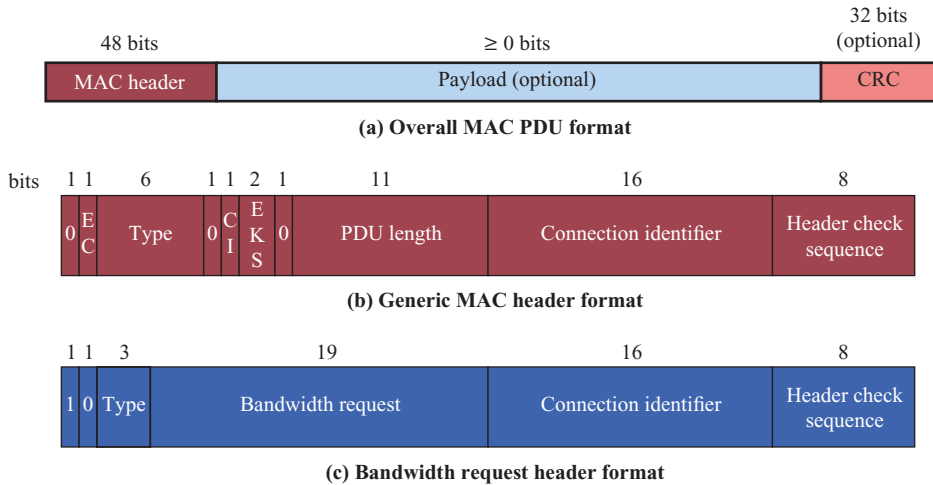 32 bits
48 bits ≥ 0 bits (optional)
MAC header Payload (optional) CRC
(a) Overall MAC PDU format
bits 1 1 6 1 1 2 1 11 16 8
0 EC Type 0 CI EKS 0 PDU length Connection identifier Header check sequence
(b) Generic MAC header format
1 1 3 19 16 8
1 0 Type Bandwidth request Connection identifier Header check sequence
(c) Bandwidth request header format